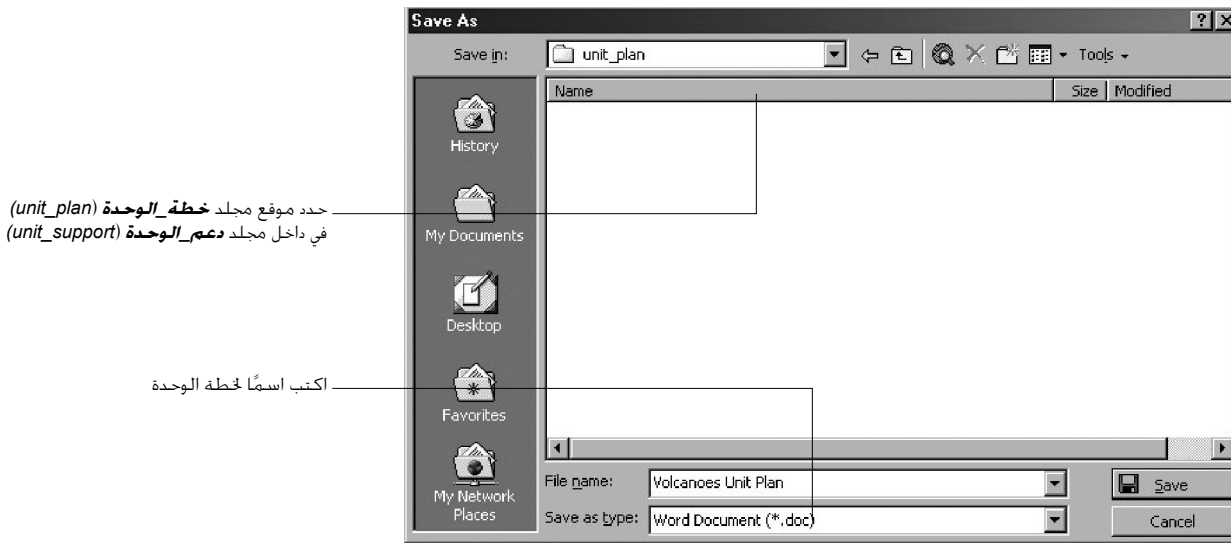 Save As
Save in: unit_plan Tools
Name Size Modified
History
My Documents
Desktop
Favorites
My Network
Places
File name: Volcanoes Unit Plan Save
Save as type: Word Document (*.doc) Cancel
حدد موقع مجلد خطة_الوحدة (unit_plan)
في داخل مجلد دعم_الوحدة (unit_support)
اكتب اسمًا لخطة الوحدة